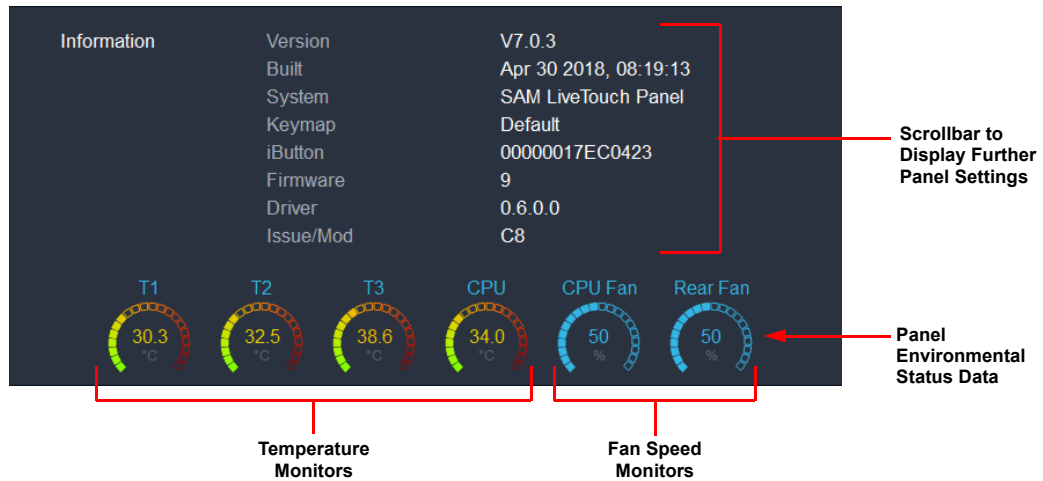 Information
Version V7.0.3
Built Apr 30 2018, 08:19:13
System SAM LiveTouch Panel
Keymap Default
iButton 00000017EC0423
Firmware 9
Driver 0.6.0.0
Issue/Mod C8
Scrollbar to
Display Further
Panel Settings
T1 T2 T3 CPU CPU Fan Rear Fan
30.3 32.5 38.6 34.0 50 50
°C °C °C °C % %
Panel
Environmental
Status Data
Temperature
Monitors
Fan Speed
Monitors